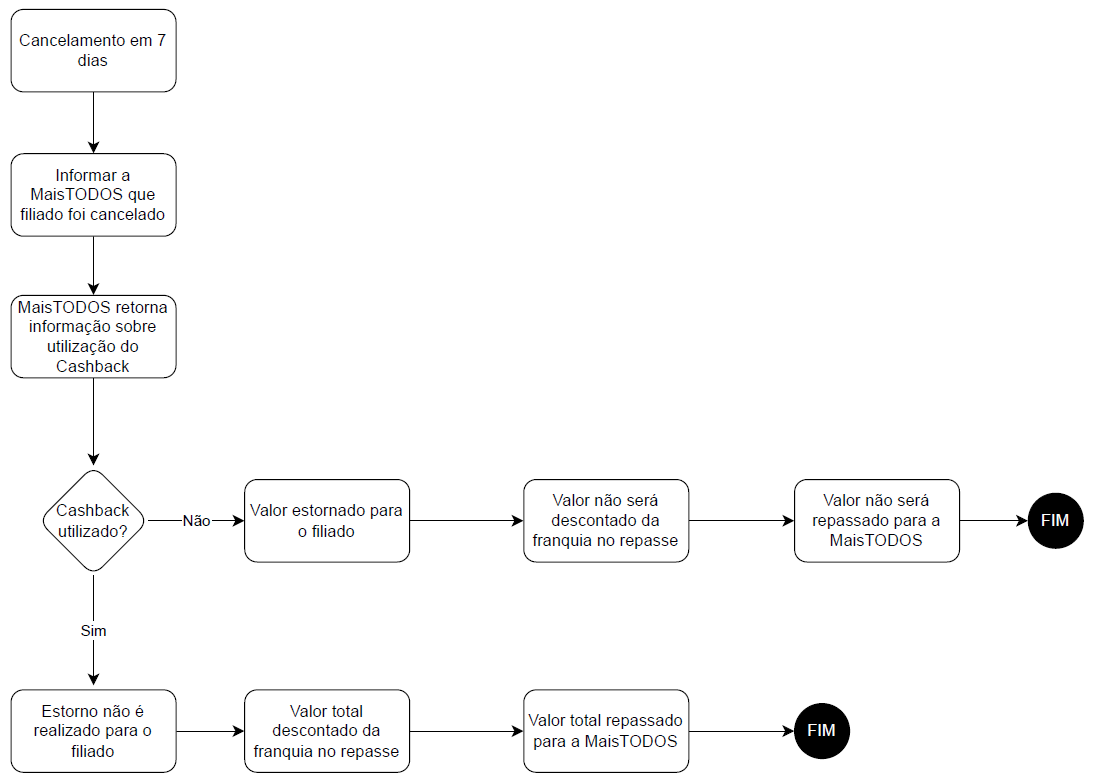 Cancelamento em 7
dias
Informar a
MaisTODOS que
filiado foi cancelado
MaisTODOS retorna
informação sobre
utilização do
Cashback
Cashback
utilizado?
Não
Valor estornado para
o filiado
Valor não será
descontado da
franquia no repasse
Valor não será
repassado para a
MaisTODOS
FIM
Sim
Estorno não é
realizado para o
filiado
Valor total
descontado da
franquia no repasse
Valor total repassado
para a MaisTODOS
FIM